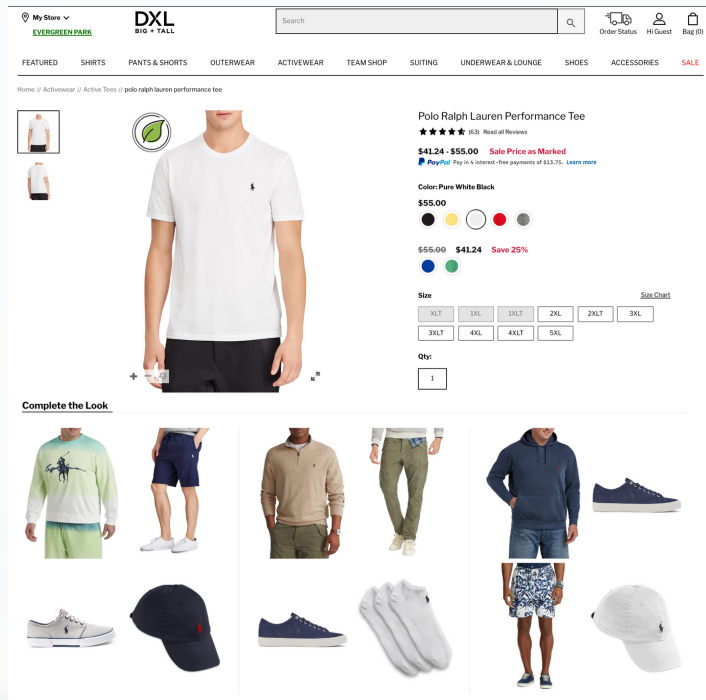 My Store
EVERGREEN PARK
DXL
BIG + TALL
Search
Order Status
Hi Guest
Bag (0)
FEATURED
SHIRTS
PANTS & SHORTS
OUTERWEAR
ACTIVEWEAR
TEAM SHOP
SUITING
UNDERWEAR & LOUNGE
SHOES
ACCESSORIES
SALE
Home // Activewear // Active Tees // polo ralph lauren performance tee
Polo Ralph Lauren Performance Tee
(63) Read all Reviews
$41.24 - $55.00 Sale Price as Marked
PayPal Pay in 4 interest-free payments of $13.75. Learn more
Color: Pure White Black
$55.00
$55.00 $41.24 Save 25%
Size
Size Chart
XLT
1XL
1XLT
2XL
2XLT
3XL
3XLT
4XL
4XLT
5XL
Qty:
1
Complete the Look